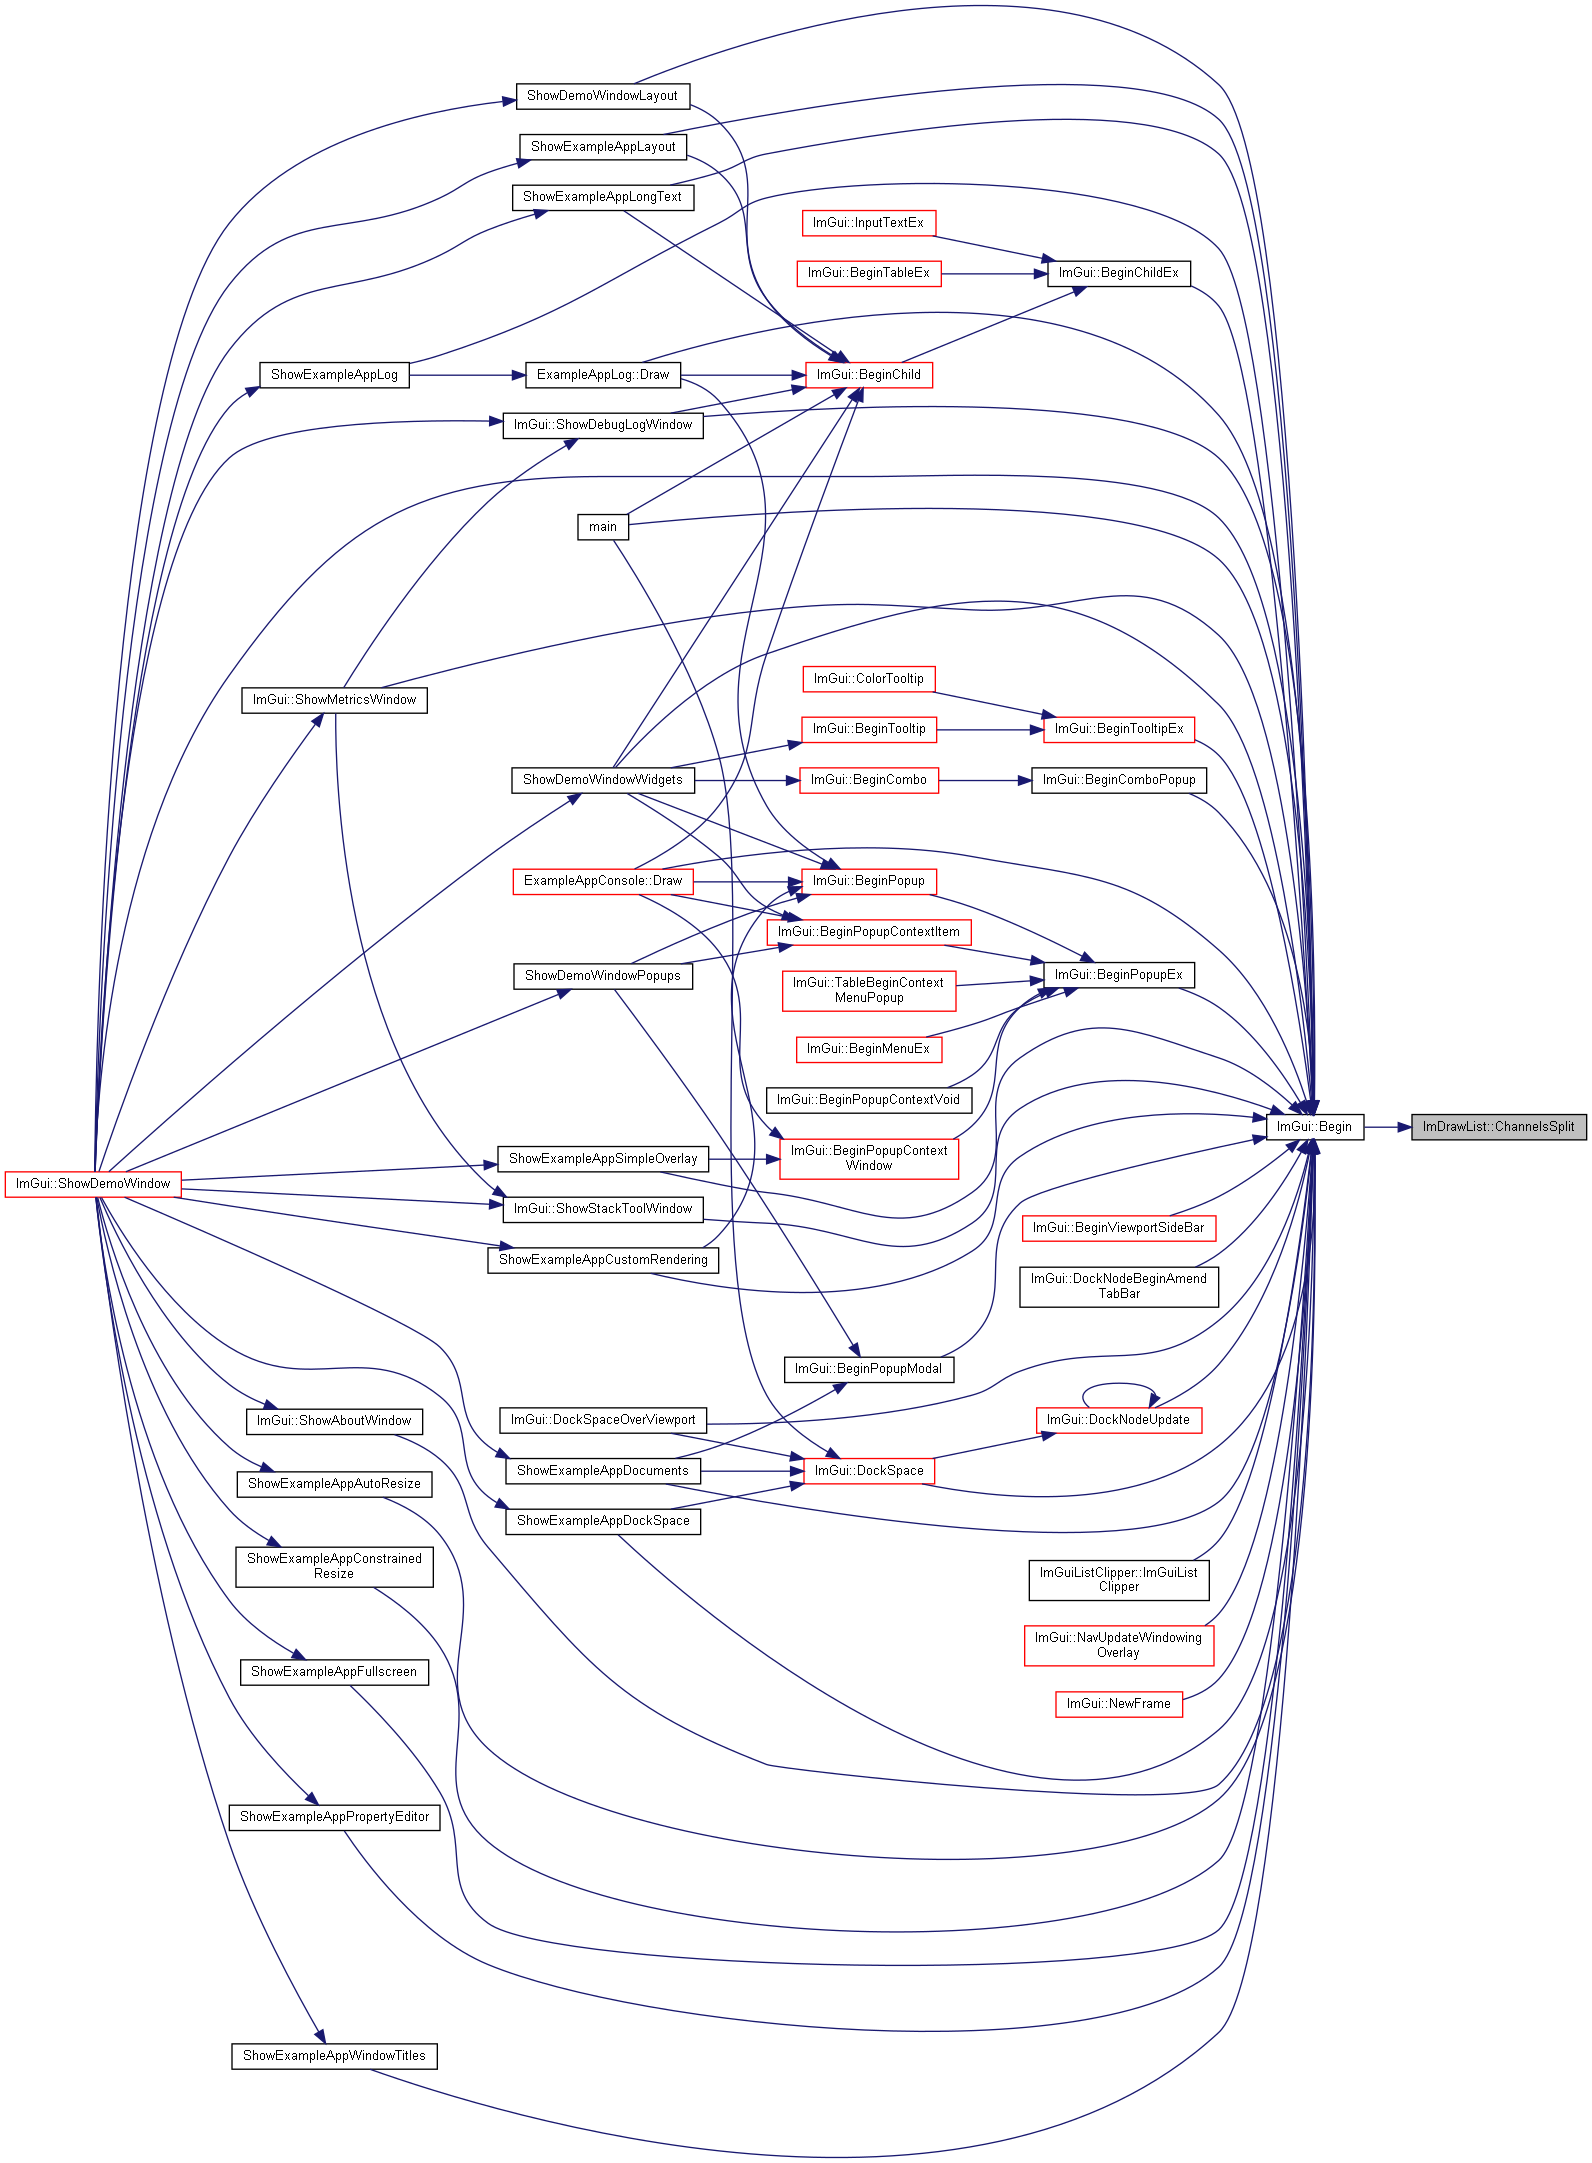 ShowDemoWindowLayout
ShowExampleAppLayout
ShowExampleAppLongText
ImGui::InputTextEx
ImGui::BeginTableEx
ImGui::BeginChildEx
ShowExampleAppLog
ExampleAppLog::Draw
ImGui::BeginChild
ImGui::ShowDebugLogWindow
main
ImGui::ShowMetricsWindow
ImGui::ColorTooltip
ImGui::BeginTooltip
ImGui::BeginTooltipEx
ShowDemoWindowWidgets
ImGui::BeginCombo
ImGui::BeginComboPopup
ExampleAppConsole::Draw
ImGui::BeginPopup
ImGui::BeginPopupContextItem
ShowDemoWindowPopups
ImGui::TableBeginContext
MenuPopup
ImGui::BeginPopupEx
ImGui::BeginMenuEx
ImGui::BeginPopupContextVoid
ImGui::Begin
ImDrawList::ChannelsSplit
ShowExampleAppSimpleOverlay
ImGui::BeginPopupContext
Window
ImGui::ShowDemoWindow
ImGui::ShowStackToolWindow
ImGui::BeginViewportSideBar
ShowExampleAppCustomRendering
ImGui::DockNodeBeginAmend
TabBar
ImGui::BeginPopupModal
ImGui::ShowAboutWindow
ImGui::DockSpaceOverViewport
ImGui::DockNodeUpdate
ShowExampleAppAutoResize
ShowExampleAppDocuments
ImGui::DockSpace
ShowExampleAppDockSpace
ShowExampleAppConstrained
Resize
ImGuiListClipper::ImGuiList
Clipper
ImGui::NavUpdateWindowing
Overlay
ShowExampleAppFullscreen
ImGui::NewFrame
ShowExampleAppPropertyEditor
ShowExampleAppWindowTitles